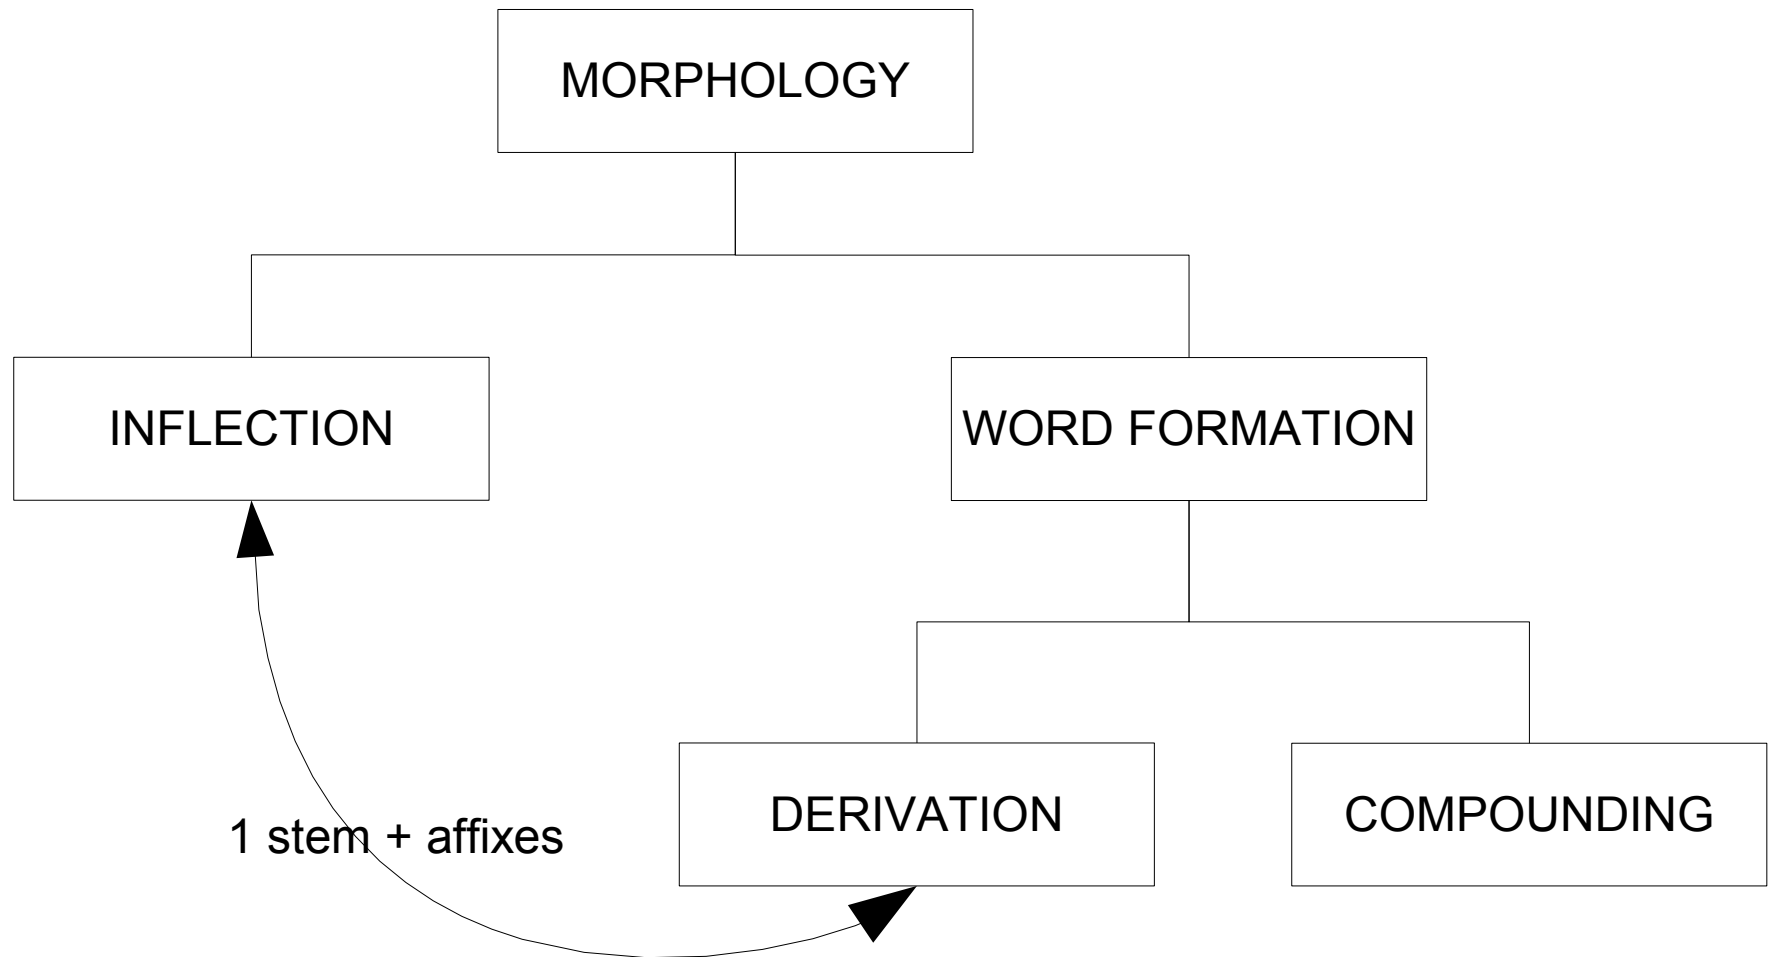 MORPHOLOGY
INFLECTION
WORD FORMATION
DERIVATION
COMPOUNDING
1 stem + affixes